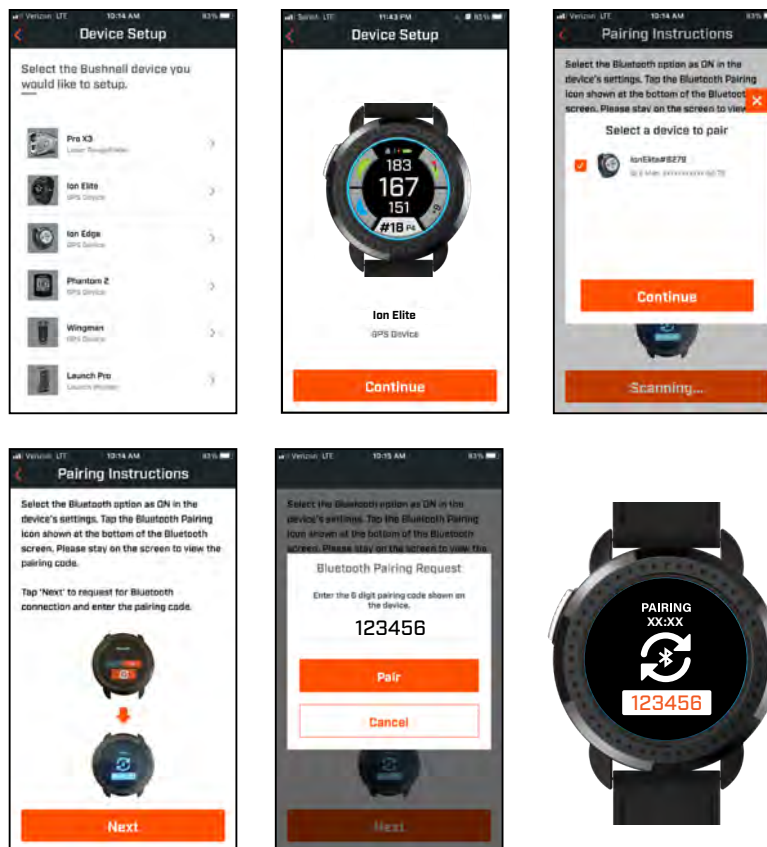 Verizon LTE 10:14 AM 83%
Device Setup
Select the Bushnell device you
would like to setup.
Pro X3
Laser Rangefinder
Ion Elite
GPS Device
Ion Edge
GPS Device
Phantom 2
GPS Device
Wingman
GPS Device
Launch Pro
Launch Monitor
LTE 11:43 PM
Device Setup
183
167
151
#18 P4
Ion Elite
GPS Device
Continue
Verizon LTE 10:14 AM 83%
Pairing Instructions
Select the Bluetooth option as ON in the
device's settings. Tap the Bluetooth Pairing
Icon shown at the bottom of the Bluetoot
screen. Please stay on the screen to view
Select a device to pair
IonElite#8279
Continue
Scanning...
Verizon LTE 10:14 AM 83%
Pairing Instructions
Select the Bluetooth option as ON in the
device's settings. Tap the Bluetooth Pairing
Icon shown at the bottom of the Bluetooth
screen. Please stay on the screen to view the
pairing code.
Tap 'Next' to request for Bluetooth
connection and enter the pairing code.
Next
Verizon LTE 10:15 AM 83%
Select the Bluetooth option as ON in the
device's settings. Tap the Bluetooth Pairing
Icon shown at the bottom of the Bluetooth
screen. Please stay on the screen to view the
Bluetooth Pairing Request
Enter the 6 digit pairing code shown on
the device.
123456
Pair
Cancel
Next
PAIRING
XX:XX
123456